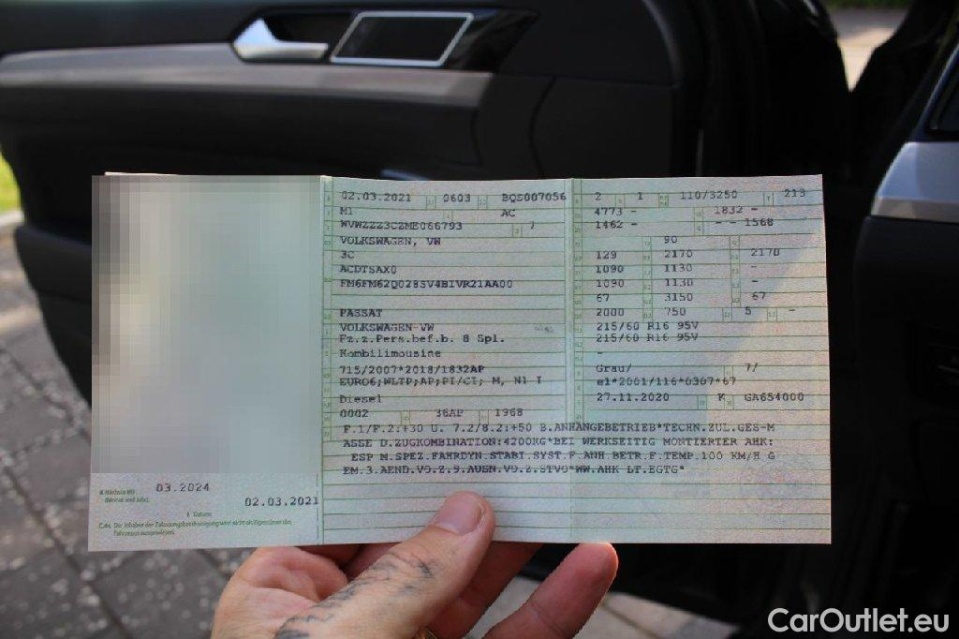 02.03.2021 0603 BQS007056 2 1 110/3250 213
M1 AC 4773 - 1832 -
WVWZZZ3CZME066793 7 1462 - - - 1568
VOLKSWAGEN, VW 90
3C 129 2170 2170
ACDTSAX0 1090 1130 -
FM6FM62Q028SV4B1VR21AA00 1090 1130 -
67 3150 67
PASSAT 2000 750 5 -
VOLKSWAGEN-VW 215/60 R16 95V
Fz.z.Pers.bef.b. 8 Spl. 215/60 R16 95V
Kombilimousine -
715/2007*2018/1832AP Grau/ 7/
EURO6;WLTP;AP;PI/CI; M, N1 I e1*2001/116*0307*67
Diesel 27.11.2020 K GA654000
0002 36AP 1968
F.1/F.2:+30 U. 7.2/8.2:+50 B.ANHANGEBETRIEB*TECHN.ZUL.GES-M
ASSE D.ZUGKOMBINATION:4200KG*BEI WERKSEITIG MONTIERTER AHK:
ESP M.SPEZ.FAHRDYN.STABI.SYST.F.ANH.BETR.F.TEMP.100 KM/H G
EM.3.AEND.VO.Z.9.AUSN.VO.Z.STVO*WW.AHK LT.EGTG*
03.2024
02.03.2021
CarOutlet.eu